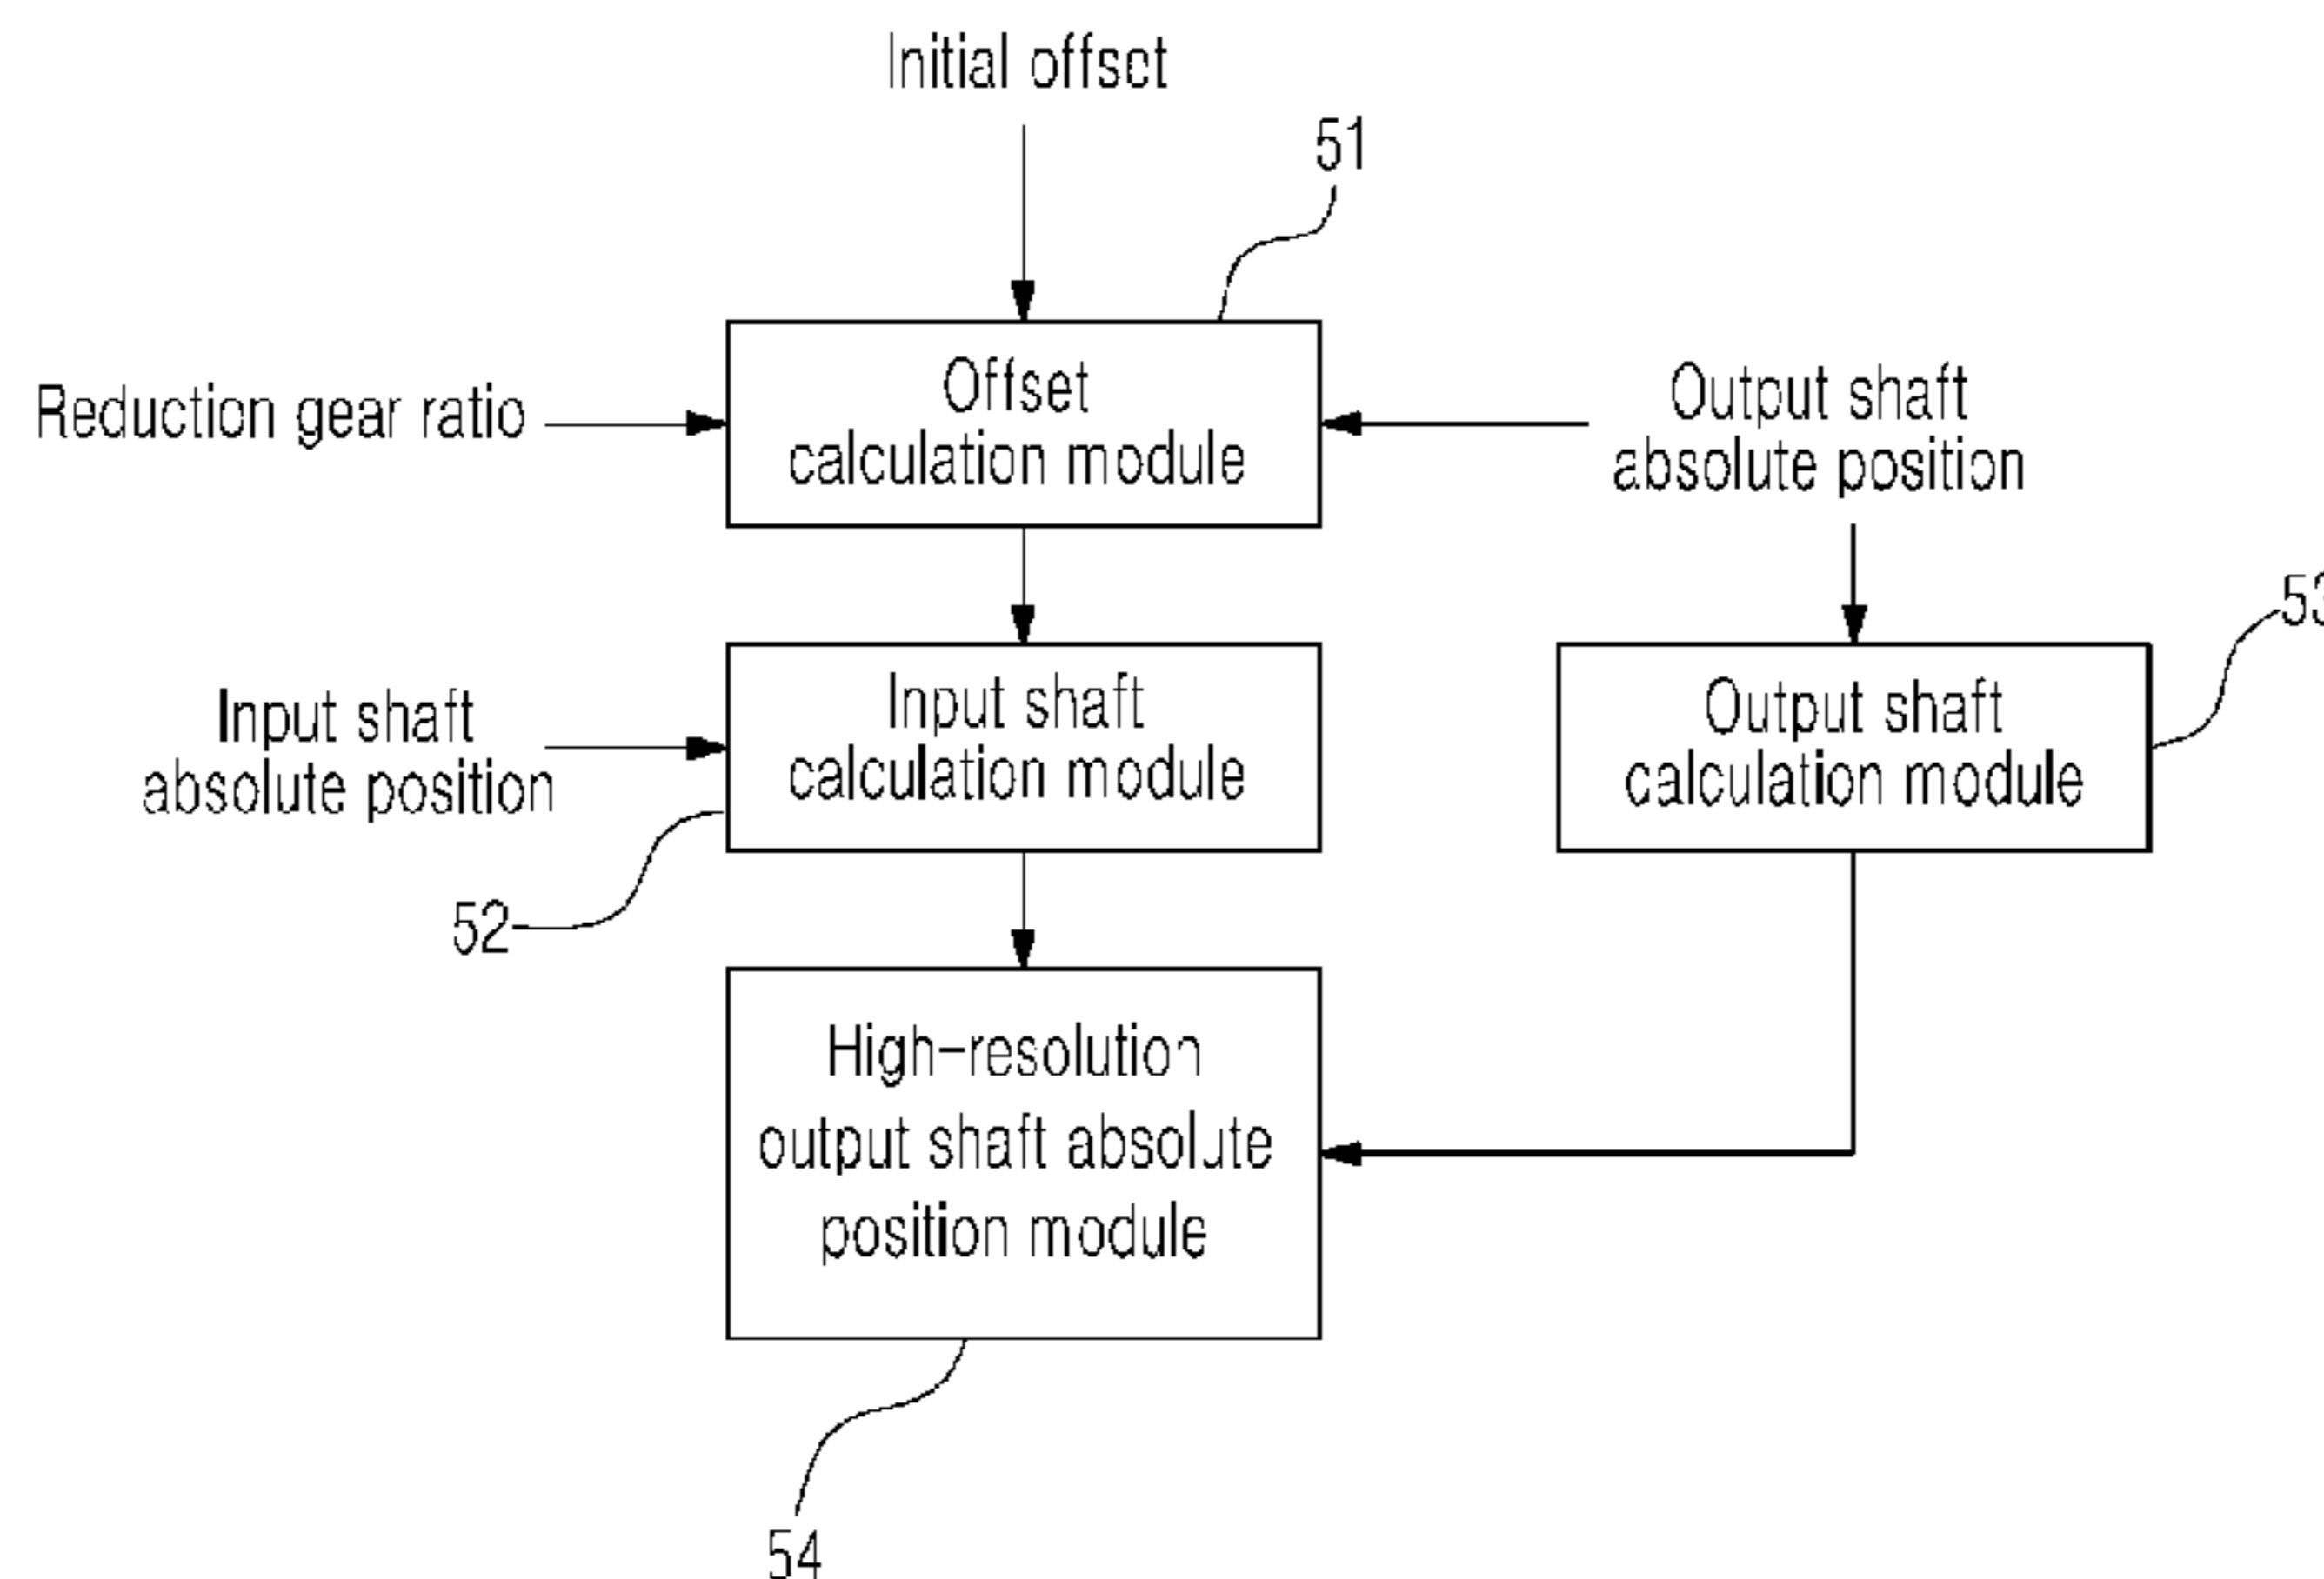 Initial offset
51
Offset
calculation module
Reduction gear ratio
Output shaft
absolute position
53
Input shaft
calculation module
Input shaft
absolute position
Output shaft
calculation module
52
High-resolution
output shaft absolute
position module
54